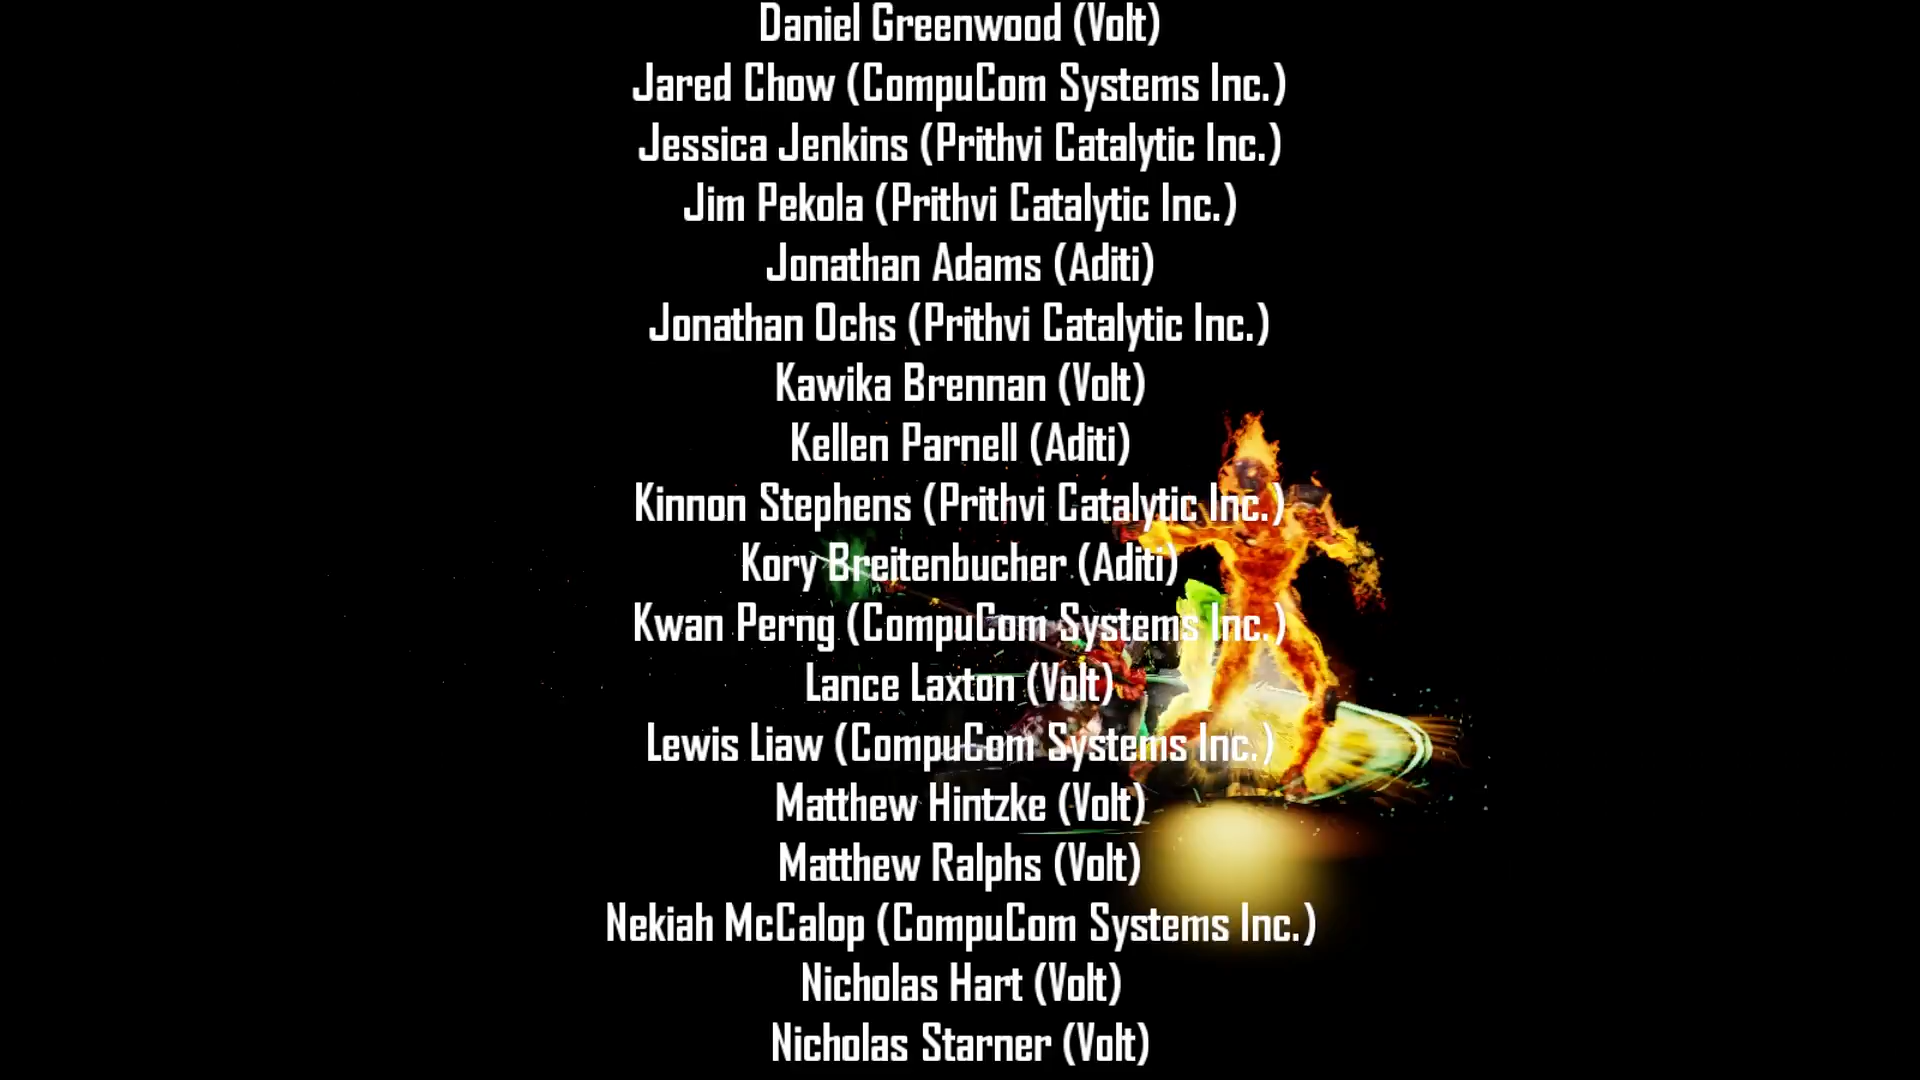 Daniel Greenwood (Volt)
Jared Chow (CompuCom Systems Inc.)
Jessica Jenkins (Prithvi Catalytic Inc.)
Jim Pekola (Prithvi Catalytic Inc.)
Jonathan Adams (Aditi)
Jonathan Ochs (Prithvi Catalytic Inc.)
Kawika Brennan (Volt)
Kellen Parnell (Aditi)
Kinnon Stephens (Prithvi Catalytic Inc.)
Kory Breitenbucher (Aditi)
Kwan Perng (CompuCom Systems Inc.)
Lance Laxton (Volt)
Lewis Liaw (CompuCom Systems Inc.)
Matthew Hintzke (Volt)
Matthew Ralphs (Volt)
Nekiah McCalop (CompuCom Systems Inc.)
Nicholas Hart (Volt)
Nicholas Starner (Volt)